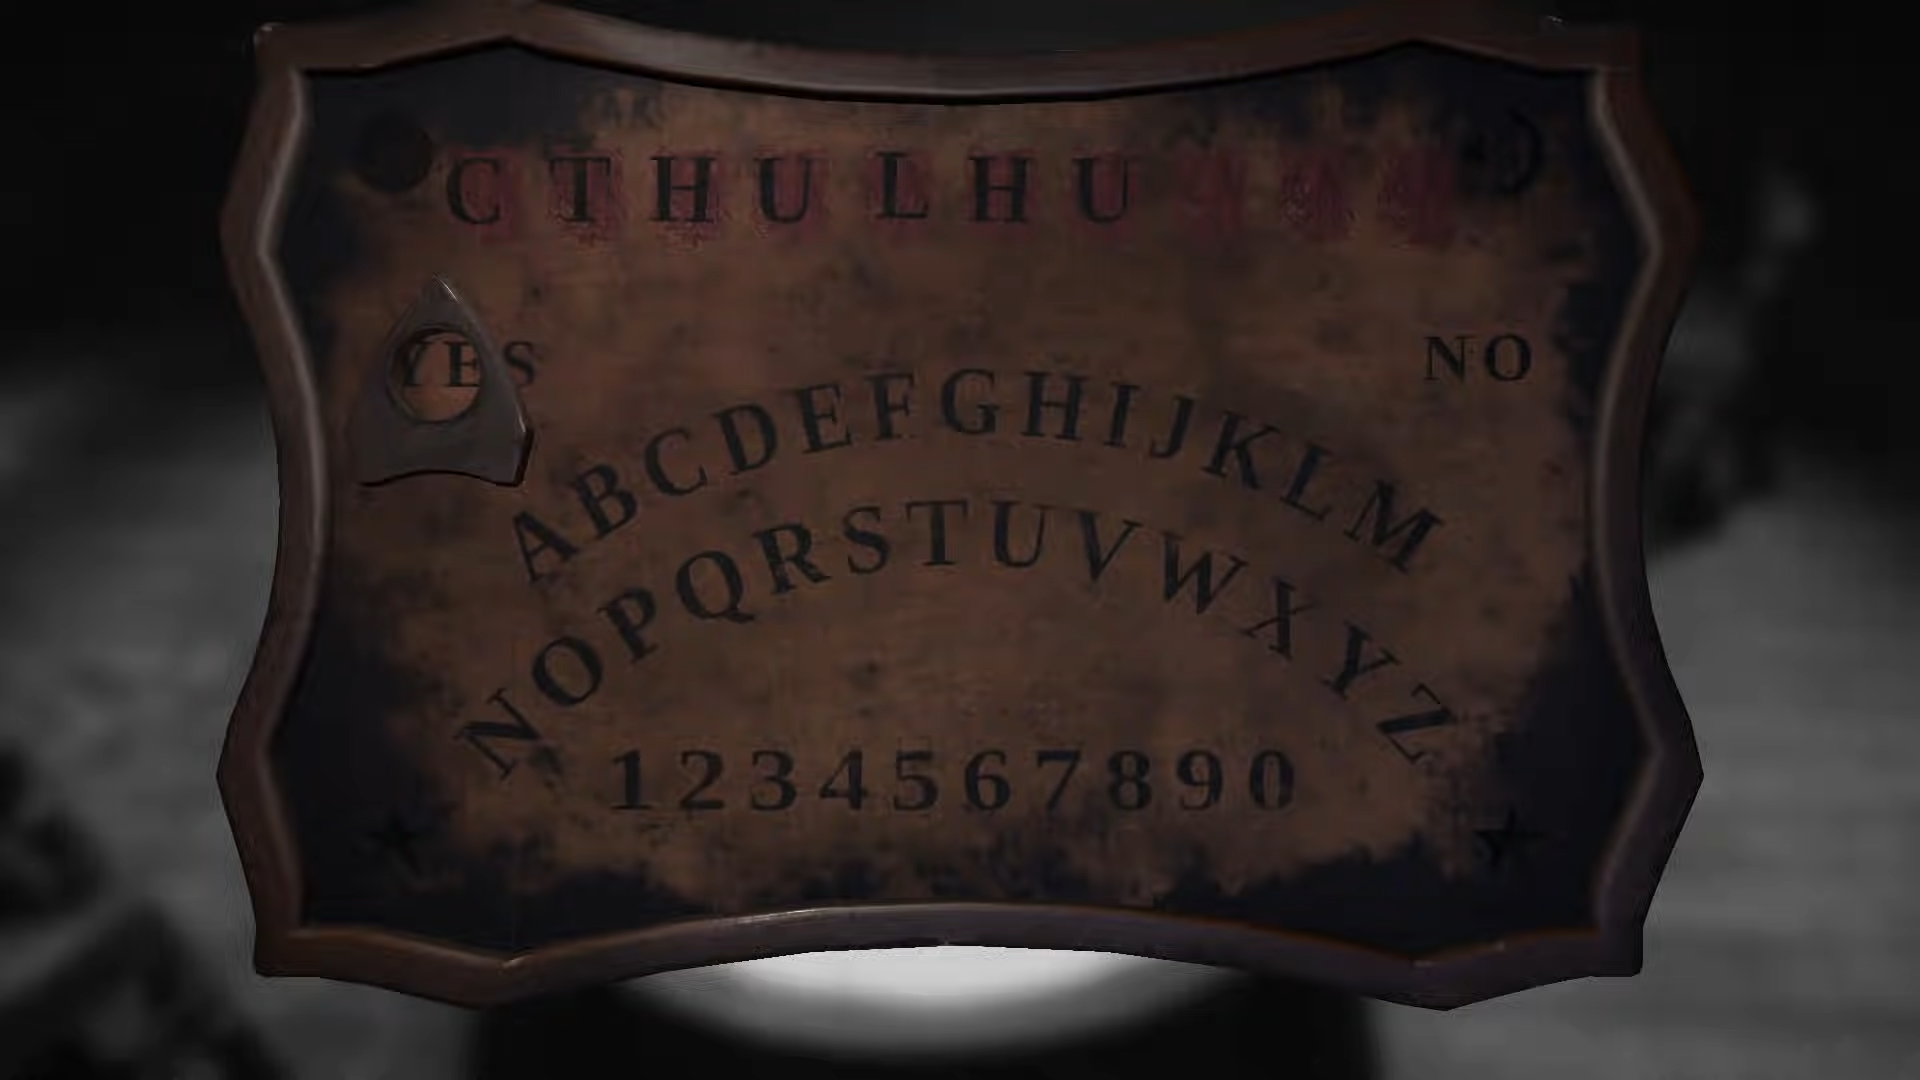 CTHULHU
YES NO
ABCDEFGHIJKLM
NOPQRSTUVWXYZ
1234567890